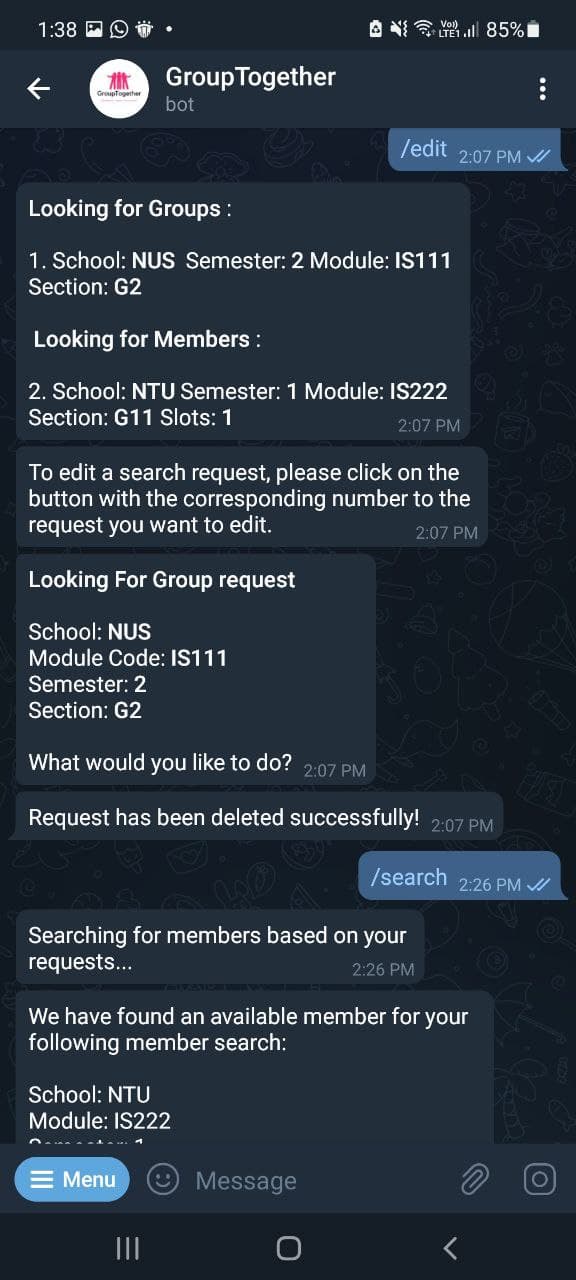 1:38
Vo))
LTE1
85%
GroupTogether
GroupTogether
bot
/edit 2:07 PM
Looking for Groups :
1. School: NUS  Semester: 2 Module: IS111
Section: G2
Looking for Members :
2. School: NTU Semester: 1 Module: IS222
Section: G11 Slots: 1
2:07 PM
To edit a search request, please click on the
button with the corresponding number to the
request you want to edit.
2:07 PM
Looking For Group request
School: NUS
Module Code: IS111
Semester: 2
Section: G2
What would you like to do? 2:07 PM
Request has been deleted successfully! 2:07 PM
/search 2:26 PM
Searching for members based on your
requests...
2:26 PM
We have found an available member for your
following member search:
School: NTU
Module: IS222
Semester: 1
Menu
Message